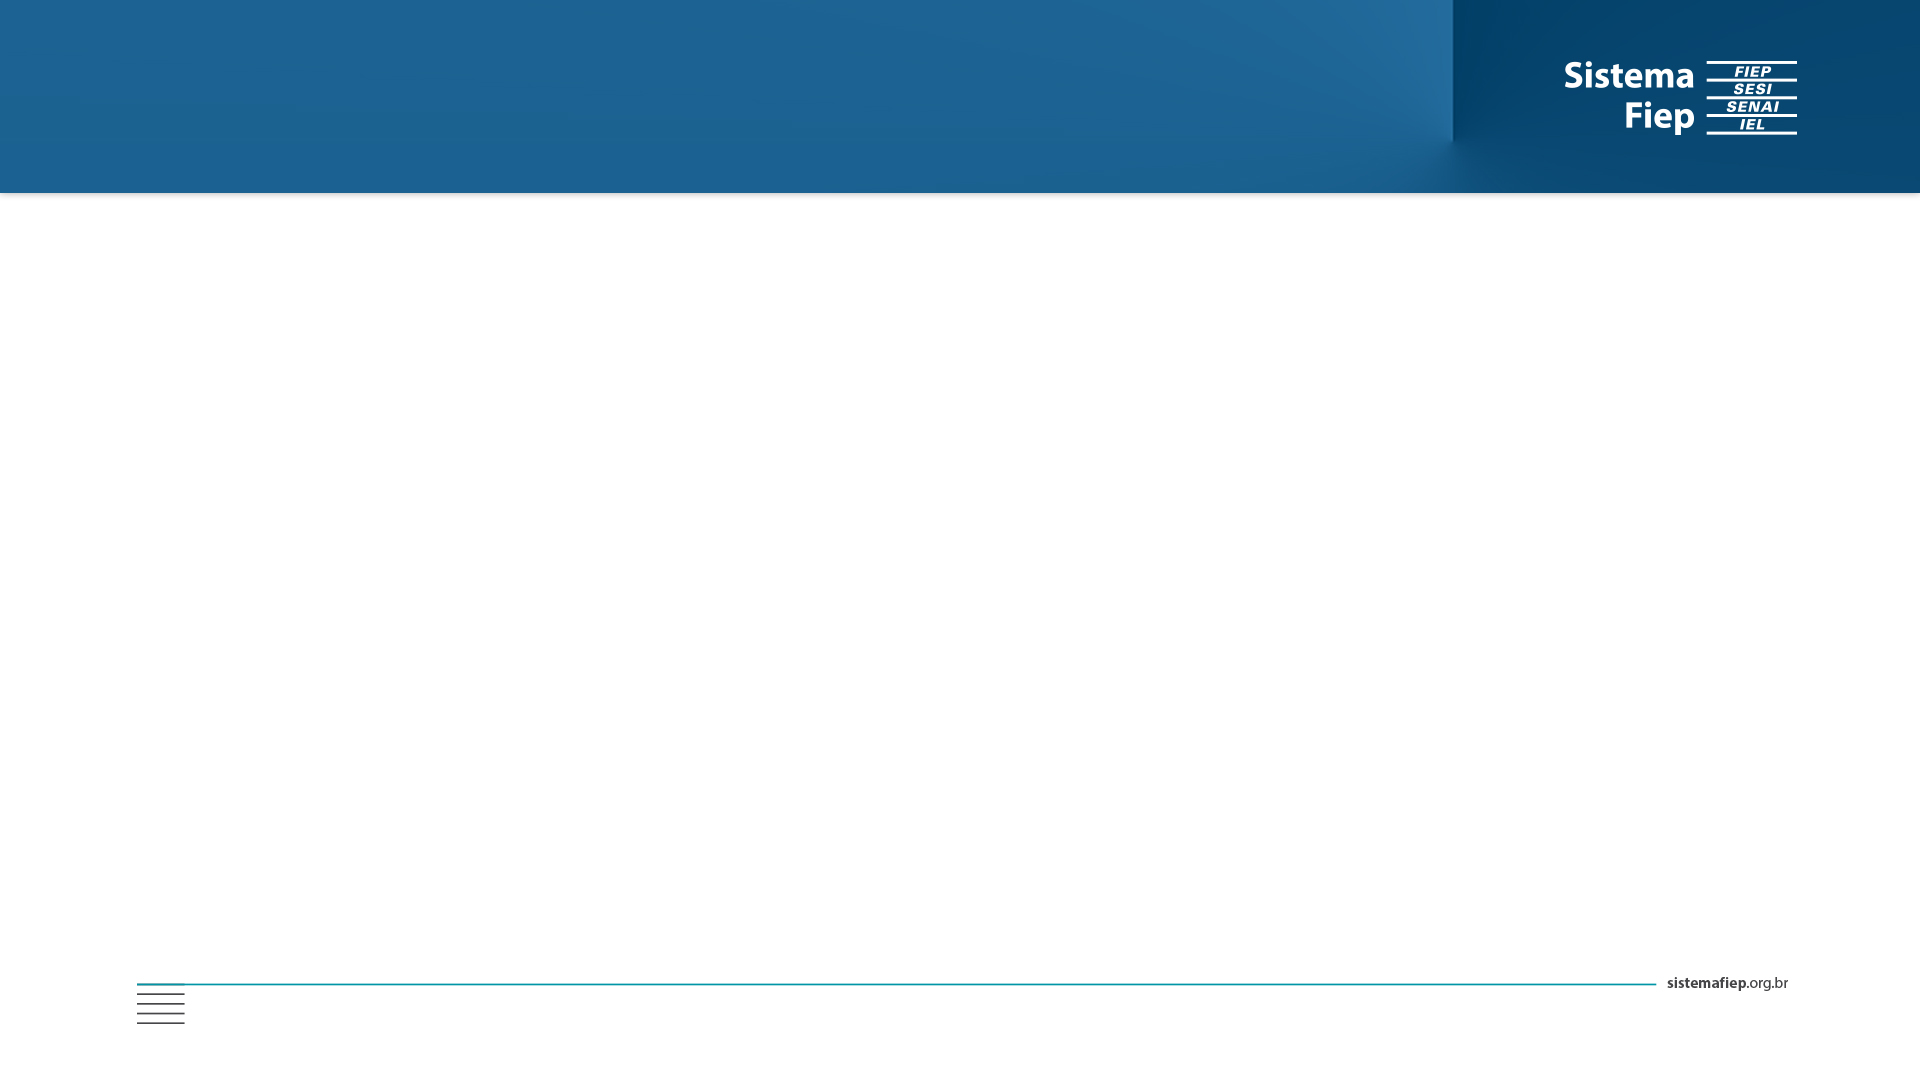 Sistema
Fiep
FIEP
SESI
SENAI
IEL
sistemafiep.org.br